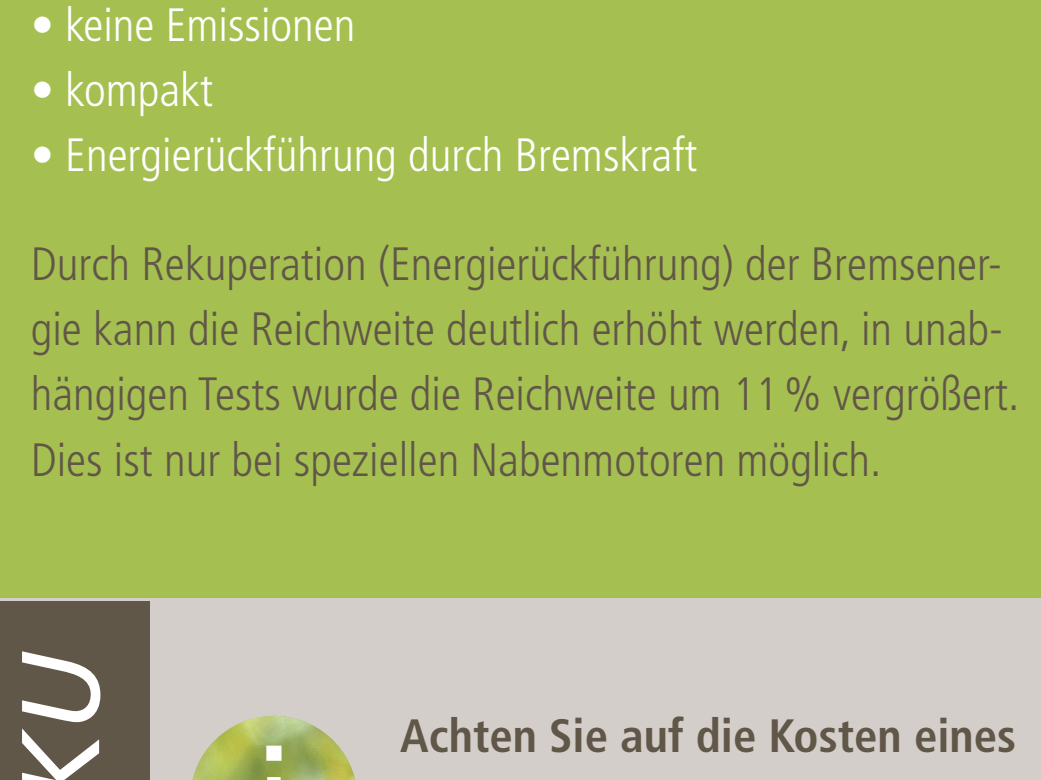 • keine Emissionen
• kompakt
• Energierückführung durch Bremskraft
Durch Rekuperation (Energierückführung) der Bremsener-
gie kann die Reichweite deutlich erhöht werden, in unab-
hängigen Tests wurde die Reichweite um 11 % vergrößert.
Dies ist nur bei speziellen Nabenmotoren möglich.
KU
Achten Sie auf die Kosten eines